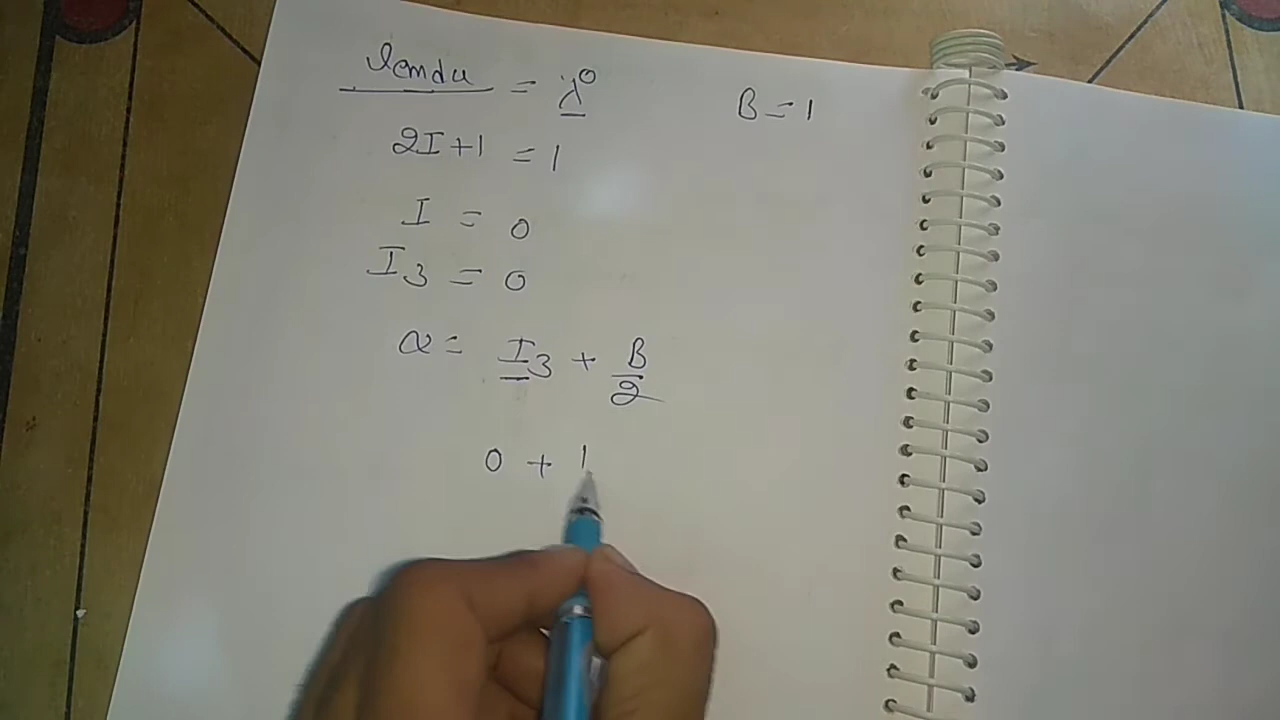 lemda = λ⁰
B = 1
2I + 1 = 1
I = 0
I3 = 0
Q = I3 + B/2
0 + 1